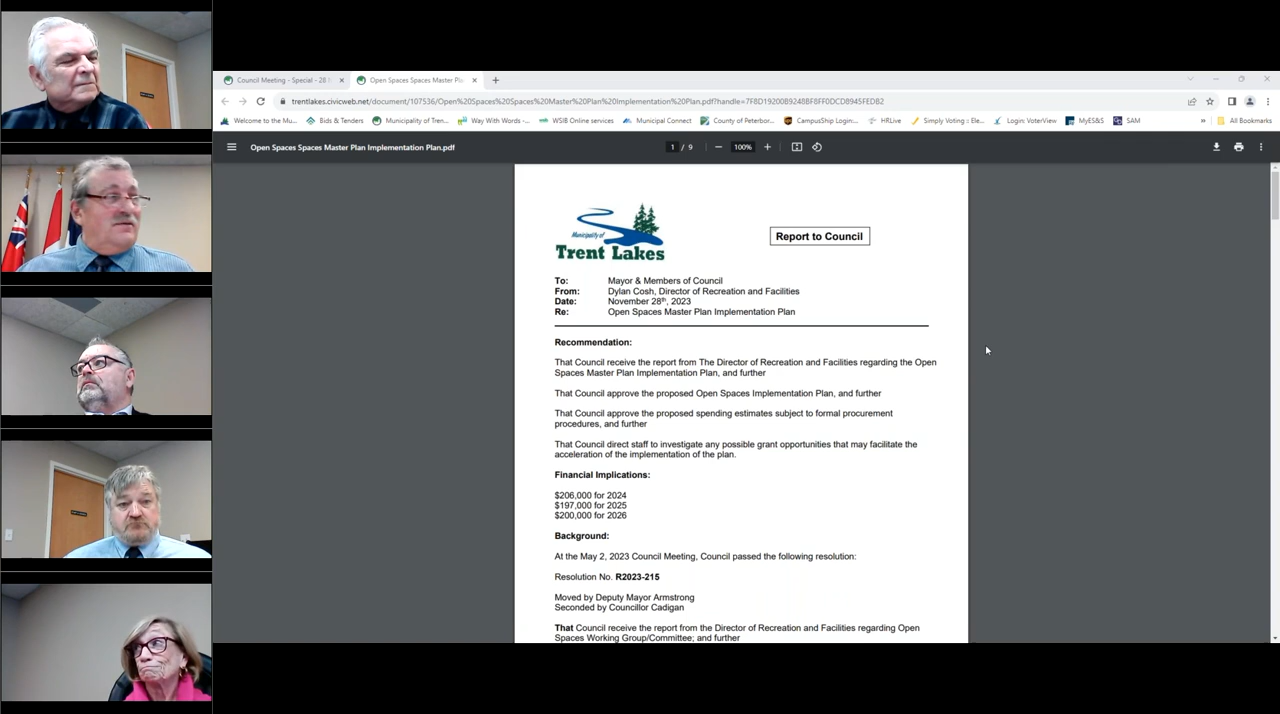 Council Meeting - Special - 28
Open Spaces Spaces Master Pla
trentlakes.civicweb.net/document/107536/Open%20Spaces%20Spaces%20Master%20Plan%20Implementation%20Plan.pdf?handle=7F8D19200B9248BF8FF0DCD8945FEDB2
Welcome to the Mu...
Bids & Tenders
Municipality of Tren...
Way With Words -...
WSIB Online services
Municipal Connect
County of Peterbor...
CampusShip Login:...
HRLive
Simply Voting :: Ele...
Login: VoterView
MyES&S
SAM
»
All Bookmarks
Open Spaces Spaces Master Plan Implementation Plan.pdf
1 / 9
100%
Municipality of
Trent Lakes
Report to Council
To: Mayor & Members of Council
From: Dylan Cosh, Director of Recreation and Facilities
Date: November 28th, 2023
Re: Open Spaces Master Plan Implementation Plan
Recommendation:
That Council receive the report from The Director of Recreation and Facilities regarding the Open
Spaces Master Plan Implementation Plan, and further
That Council approve the proposed Open Spaces Implementation Plan, and further
That Council approve the proposed spending estimates subject to formal procurement
procedures, and further
That Council direct staff to investigate any possible grant opportunities that may facilitate the
acceleration of the implementation of the plan.
Financial Implications:
$206,000 for 2024
$197,000 for 2025
$200,000 for 2026
Background:
At the May 2, 2023 Council Meeting, Council passed the following resolution:
Resolution No. R2023-215
Moved by Deputy Mayor Armstrong
Seconded by Councillor Cadigan
That Council receive the report from the Director of Recreation and Facilities regarding Open
Spaces Working Group/Committee; and further